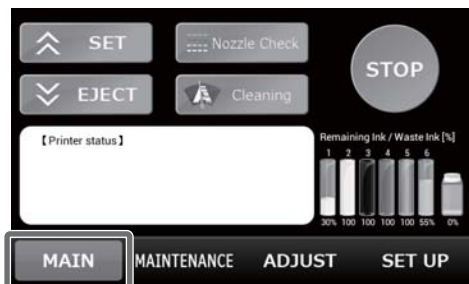 SET
Nozzle Check
STOP
EJECT
Cleaning
【Printer status】
Remaining Ink / Waste Ink [%]
1 2 3 4 5 6
30% 100 100 100 100 55% 0%
MAIN MAINTENANCE ADJUST SET UP